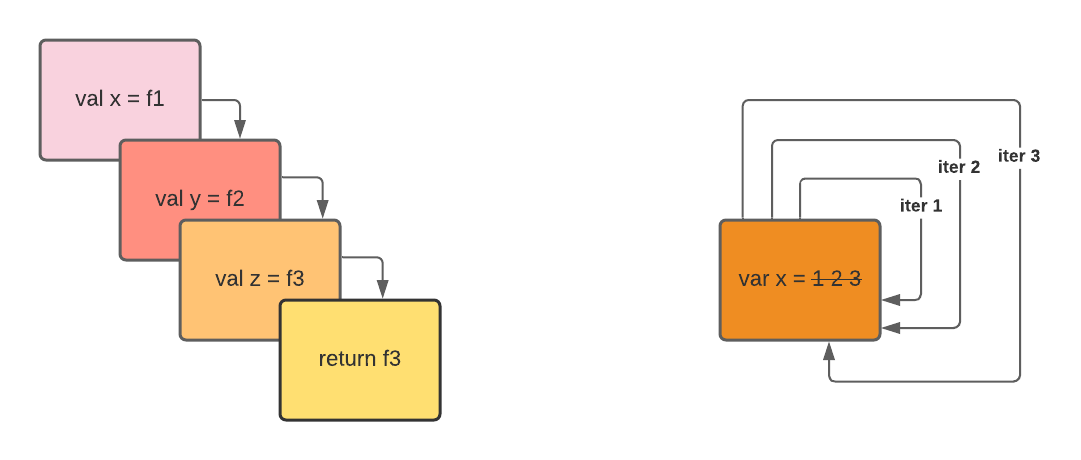 val x = f1
val y = f2
val z = f3
return f3
iter 3
iter 2
iter 1
var x = 1 2 3